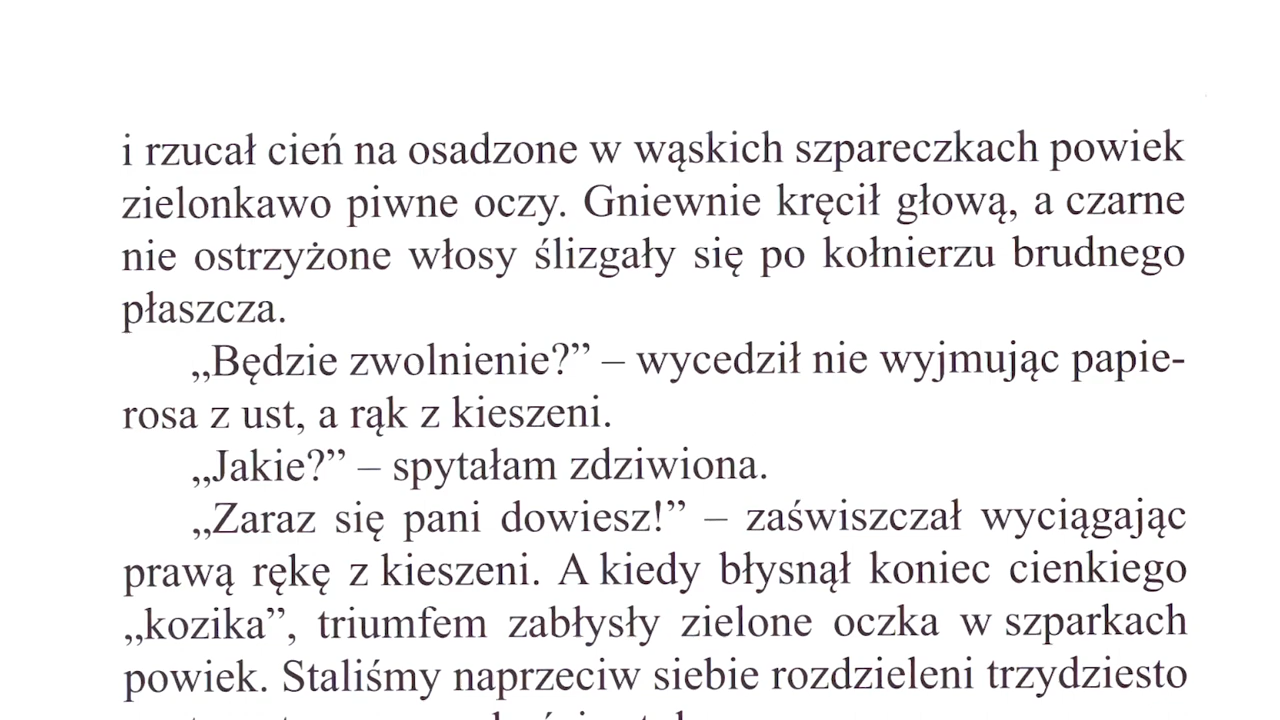 i rzucał cień na osadzone w wąskich szpareczkach powiek
zielonkawo piwne oczy. Gniewnie kręcił głową, a czarne
nie ostrzyżone włosy ślizgały się po kołnierzu brudnego
płaszcza.
„Będzie zwolnienie?” – wycedził nie wyjmując papie-
rosa z ust, a rąk z kieszeni.
„Jakie?” – spytałam zdziwiona.
„Zaraz się pani dowiesz!” – zaświszczał wyciągając
prawą rękę z kieszeni. A kiedy błysnął koniec cienkiego
„kozika”, triumfem zabłysły zielone oczka w szparkach
powiek. Staliśmy naprzeciw siebie rozdzieleni trzydziesto